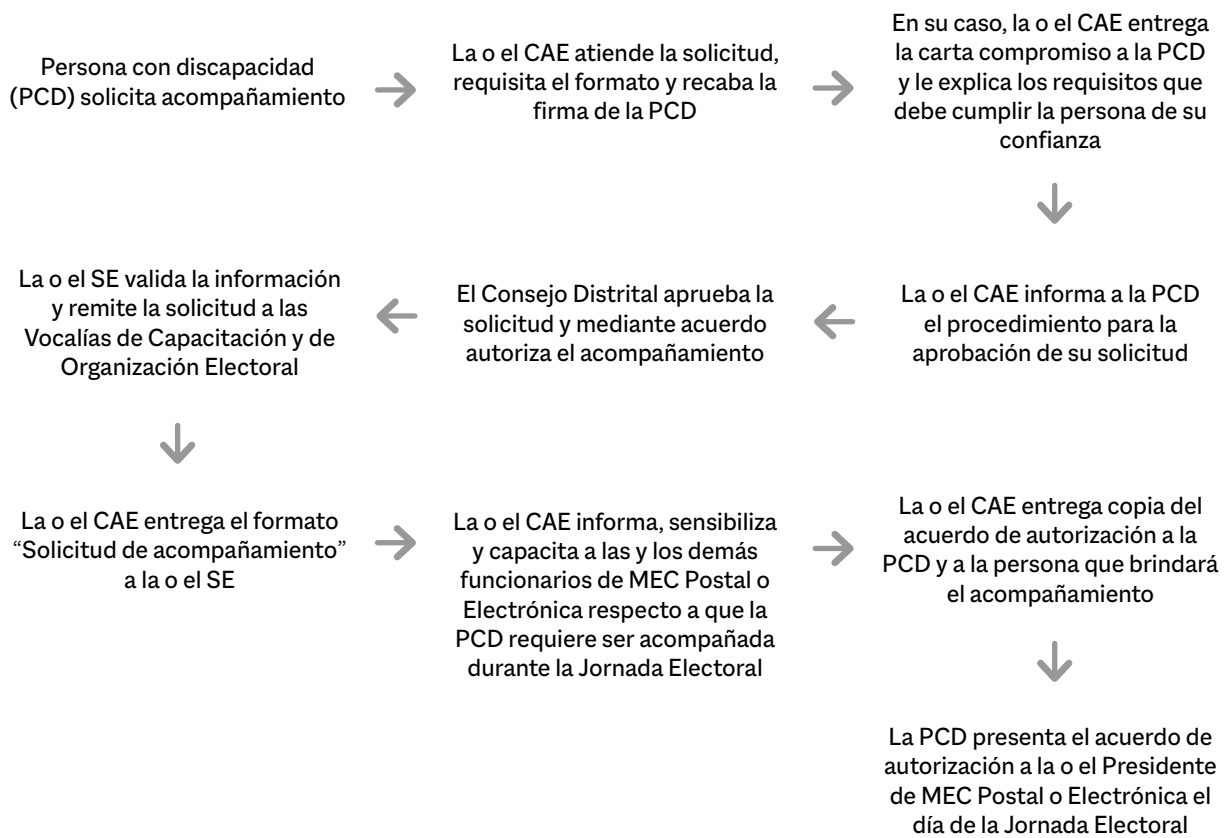 Persona con discapacidad
(PCD) solicita acompañamiento
La o el CAE atiende la solicitud,
requisita el formato y recaba la
firma de la PCD
En su caso, la o el CAE entrega
la carta compromiso a la PCD
y le explica los requisitos que
debe cumplir la persona de su
confianza
La o el CAE informa a la PCD
el procedimiento para la
aprobación de su solicitud
El Consejo Distrital aprueba la
solicitud y mediante acuerdo
autoriza el acompañamiento
La o el SE valida la información
y remite la solicitud a las
Vocalías de Capacitación y de
Organización Electoral
La o el CAE entrega el formato
“Solicitud de acompañamiento”
a la o el SE
La o el CAE informa, sensibiliza
y capacita a las y los demás
funcionarios de MEC Postal o
Electrónica respecto a que la
PCD requiere ser acompañada
durante la Jornada Electoral
La o el CAE entrega copia del
acuerdo de autorización a la
PCD y a la persona que brindará
el acompañamiento
La PCD presenta el acuerdo de
autorización a la o el Presidente
de MEC Postal o Electrónica el
día de la Jornada Electoral